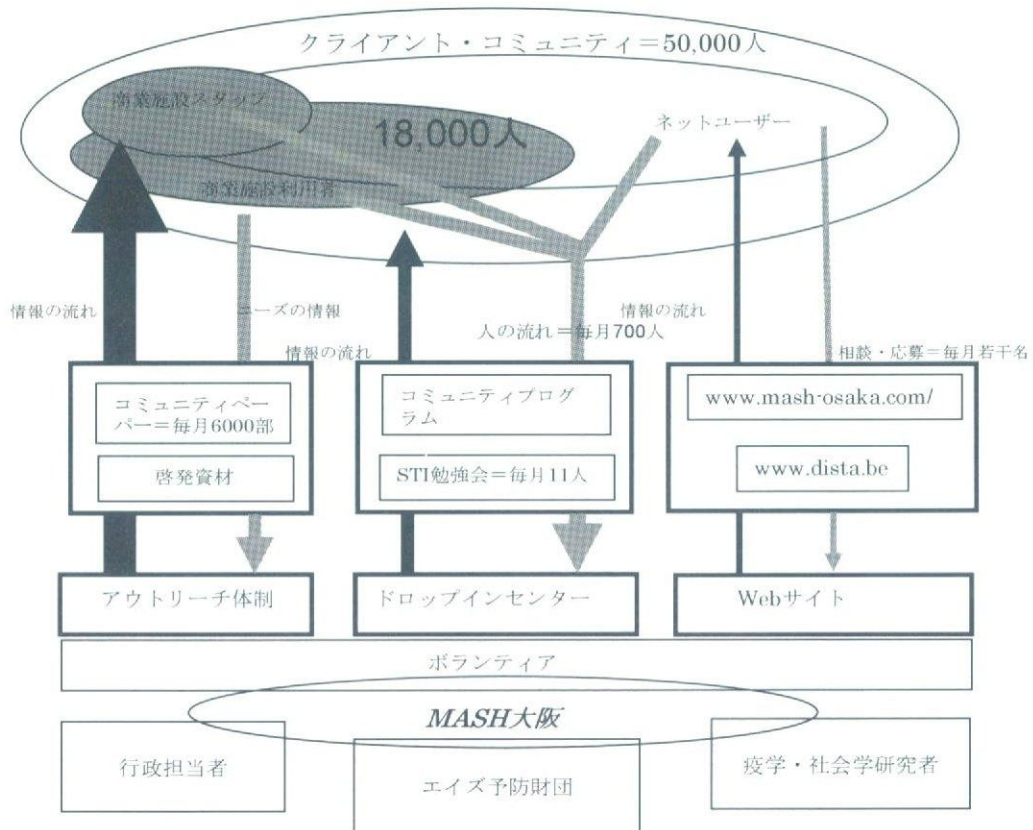 クライアント・コミュニティ＝50,000人
商業施設スタッフ
18,000人
ネットユーザー
商業施設利用者
情報の流れ
ニーズの情報
情報の流れ
人の流れ＝毎月700人
情報の流れ
相談・応募＝毎月若干名
コミュニティペー
パー＝毎月6000部
啓発資材
コミュニティプログ
ラム
STI勉強会＝毎月11人
www.mash-osaka.com/
www.dista.be
アウトリーチ体制
ドロップインセンター
Webサイト
ボランティア
MASH大阪
行政担当者
エイズ予防財団
疫学・社会学研究者